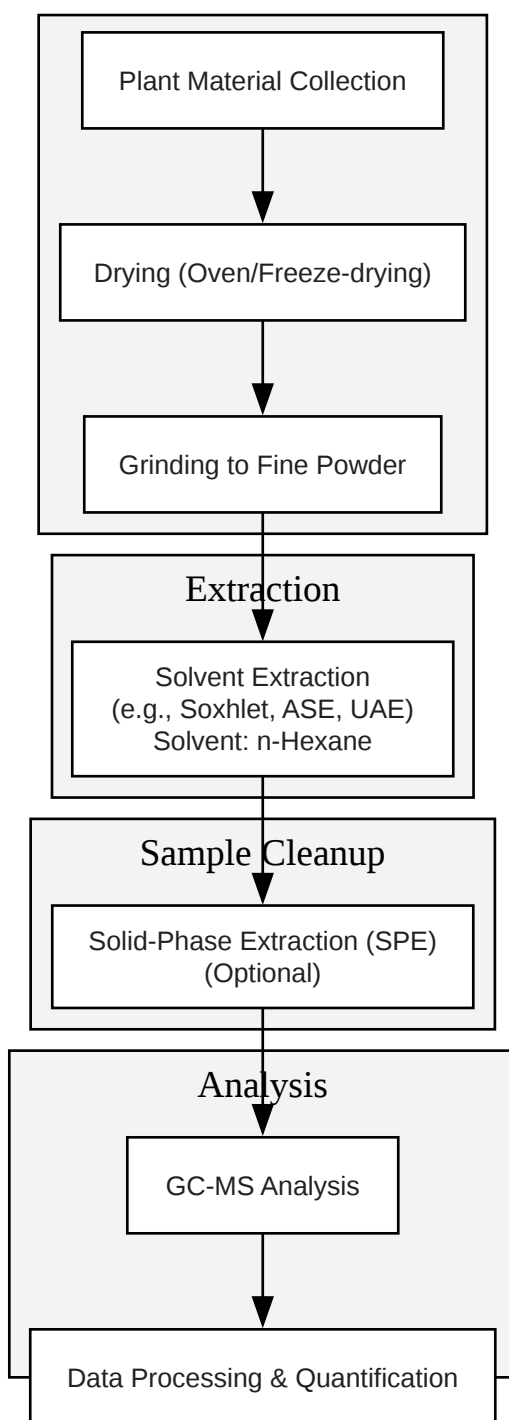 Plant Material Collection
Drying (Oven/Freeze-drying)
Grinding to Fine Powder
Extraction
Solvent Extraction
(e.g., Soxhlet, ASE, UAE)
Solvent: n-Hexane
Sample Cleanup
Solid-Phase Extraction (SPE)
(Optional)
Analysis
GC-MS Analysis
Data Processing & Quantification